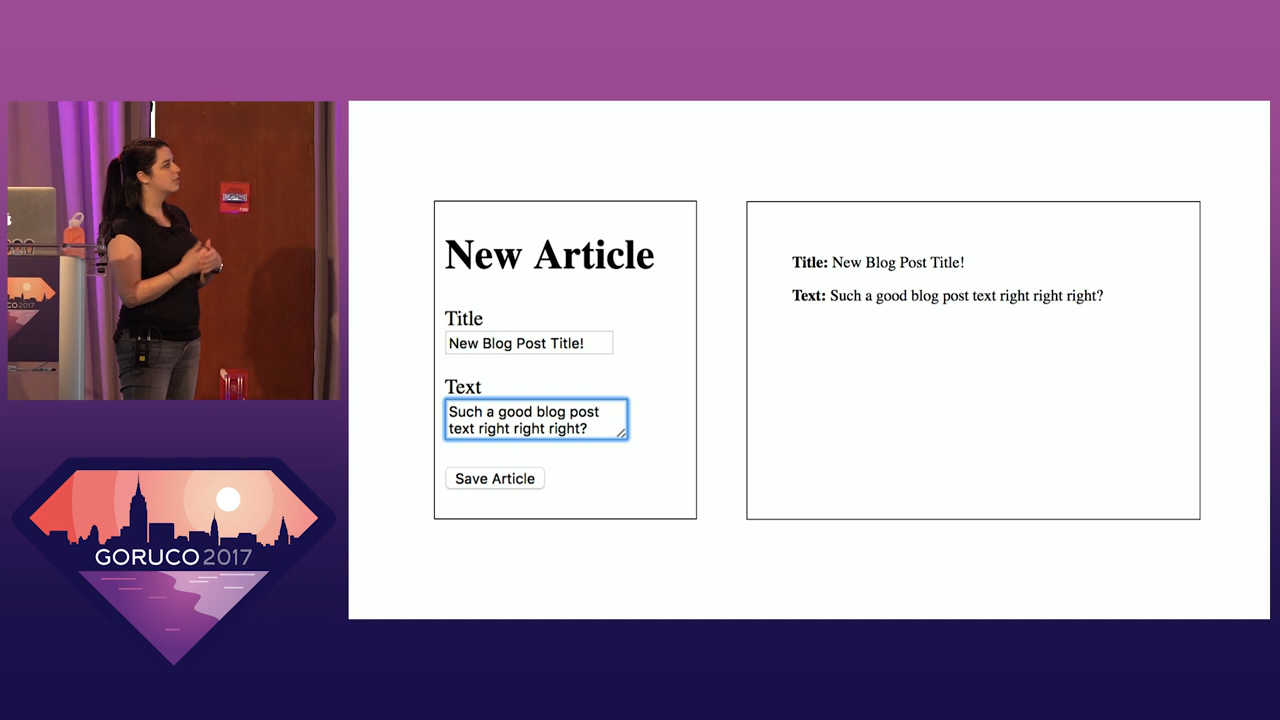 New Article
Title
New Blog Post Title!
Text
Such a good blog post
text right right right?
Save Article
Title: New Blog Post Title!
Text: Such a good blog post text right right right?
GORUCO 2017